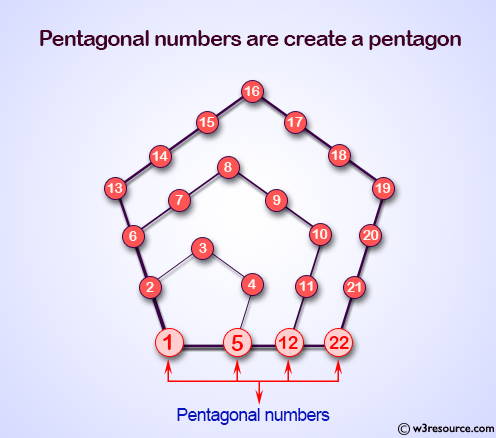 Pentagonal numbers are create a pentagon
16
15 17
14 18
13 19
8
7 9
6 10 20
3
2 4 11 21
1 5 12 22
Pentagonal numbers
© w3resource.com